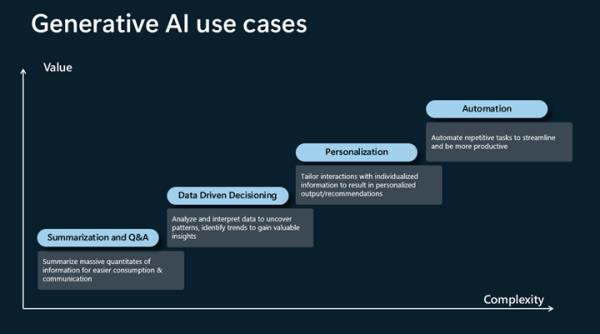 Generative AI use cases
Value
Automation
Automate repetitive tasks to streamline
and be more productive
Personalization
Tailor interactions with individualized
information to result in personalized
output/recommendations
Data Driven Decisioning
Analyze and interpret data to uncover
patterns, identify trends to gain valuable
insights
Summarization and Q&A
Summarize massive quantitates of
information for easier consumption &
communication
Complexity